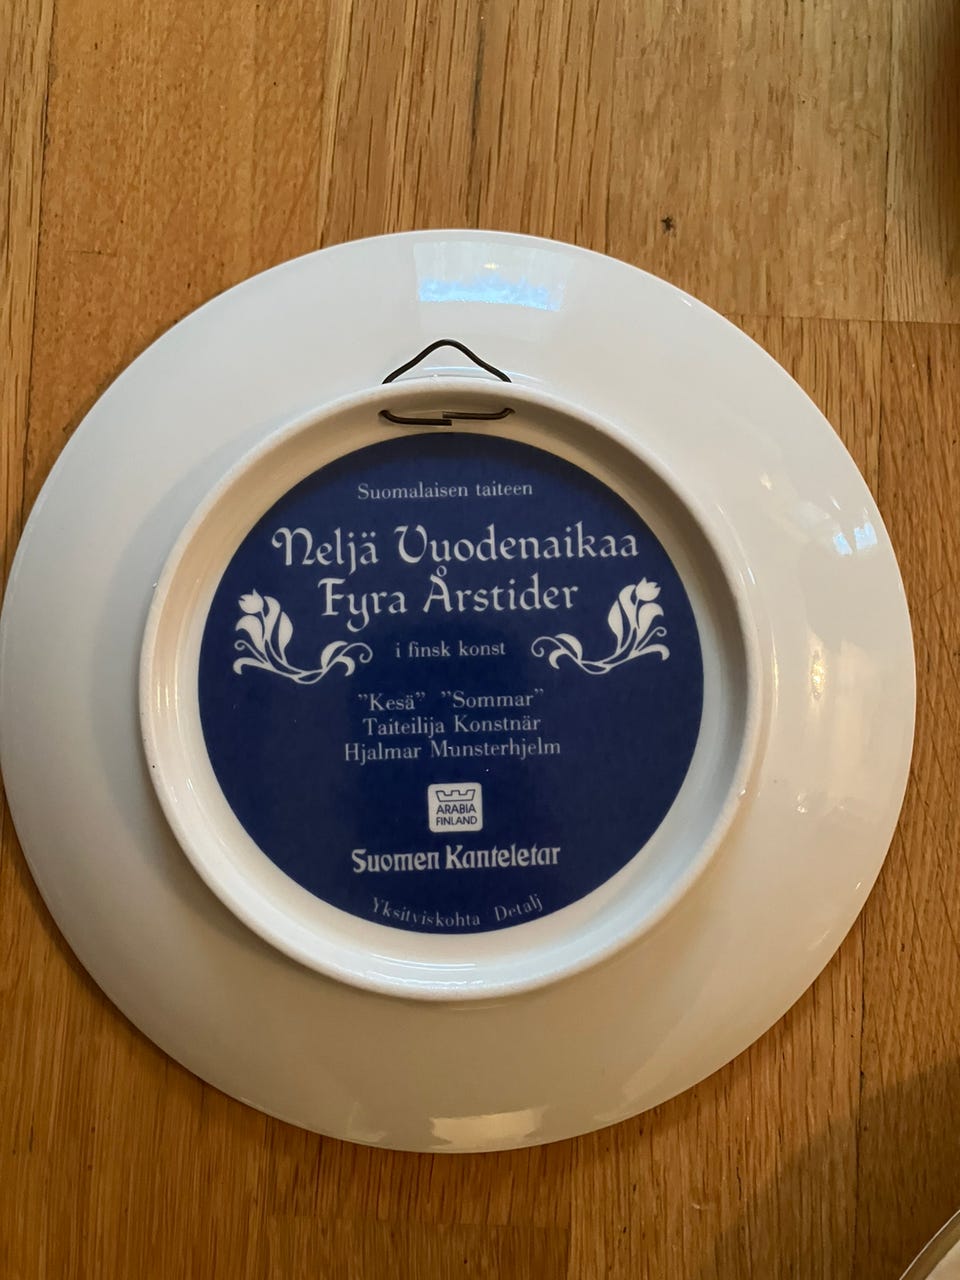 Suomalaisen taiteen
Neljä Vuodenaikaa
Fyra Årstider
i finsk konst
"Kesä" "Sommar"
Taiteilija Konstnär
Hjalmar Munsterhjelm
ARABIA
FINLAND
Suomen Kanteletar
Yksityiskohta Detalj